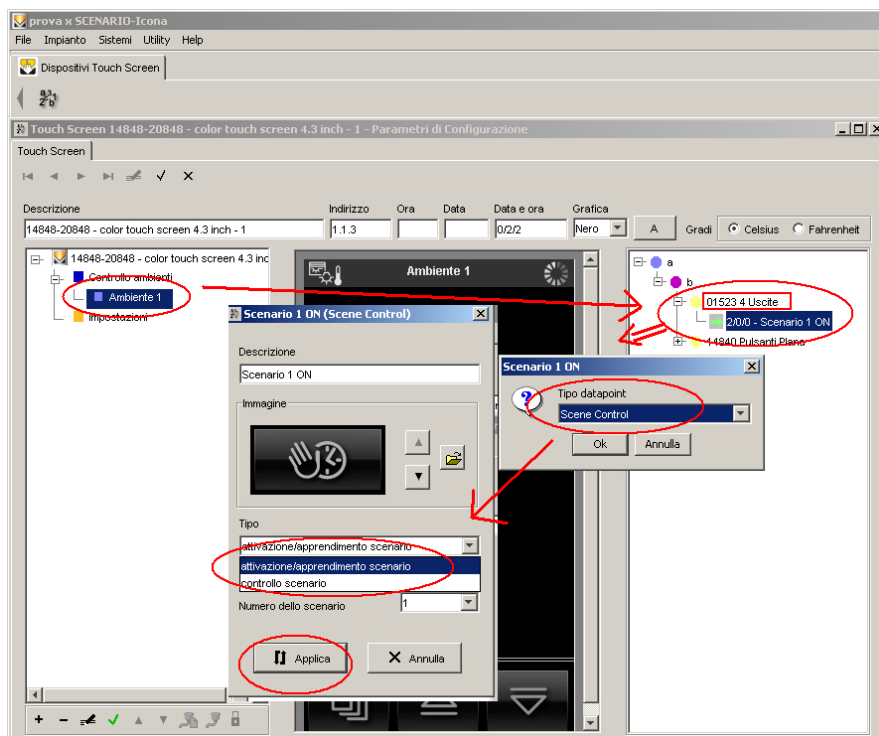 prova x SCENARIO-Icona
File Impianto Sistemi Utility Help
Dispositivi Touch Screen
Touch Screen 14848-20848 - color touch screen 4.3 inch - 1 - Parametri di Configurazione
Touch Screen
Descrizione Indirizzo Ora Data Data e ora Grafica
14848-20848 - color touch screen 4.3 inch - 1 1.1.3 0/2/2 Nero A Gradi Celsius Fahrenheit
14848-20848 - color touch screen 4.3 inc
Controllo ambienti
Ambiente 1
Impostazioni
Ambiente 1
a
b
01523 4 Uscite
2/0/0 - Scenario 1 ON
14840 Pulsanti Plana
Scenario 1 ON (Scene Control)
Descrizione
Scenario 1 ON
Immagine
Tipo
attivazione/apprendimento scenario
attivazione/apprendimento scenario
controllo scenario
Numero dello scenario 1
Applica Annulla
Scenario 1 ON
Tipo datapoint
Scene Control
Ok Annulla